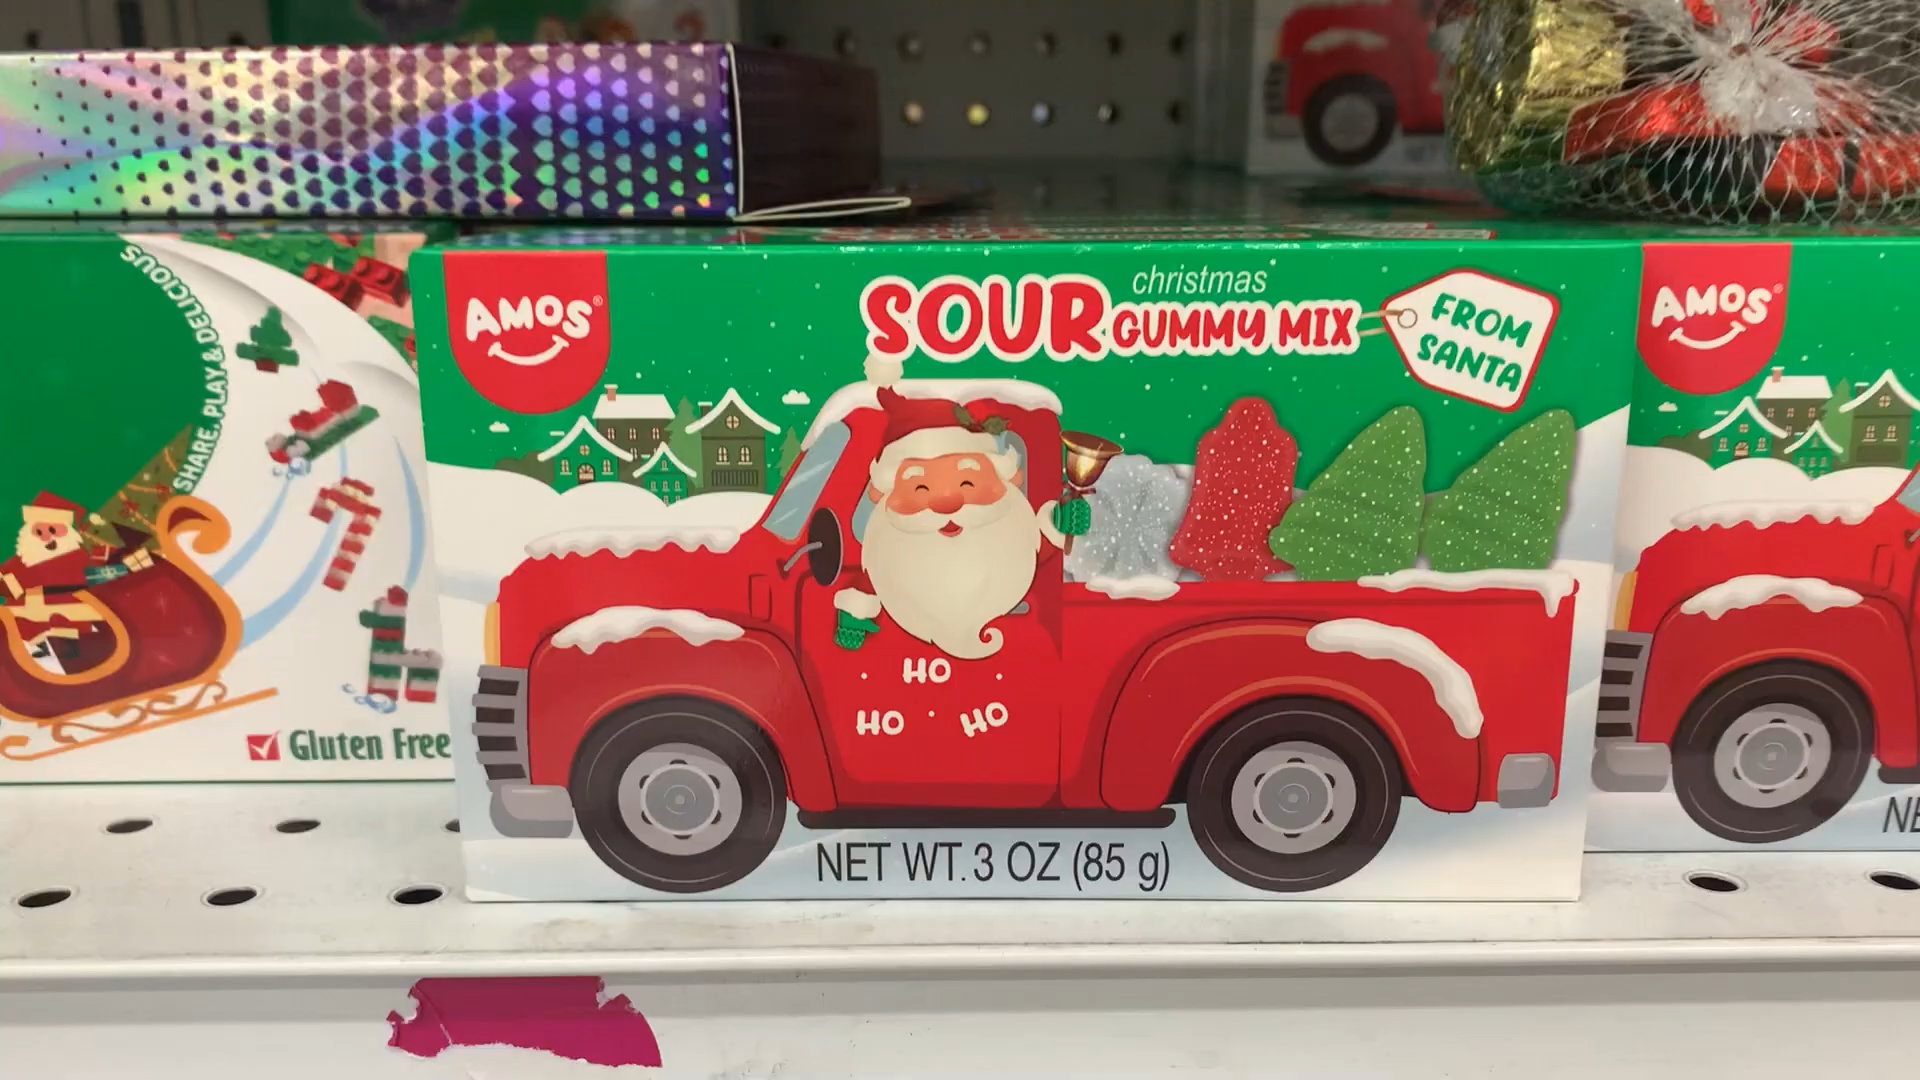 SHARE, PLAY & DELICIOUS
Gluten Free
AMOS®
christmas
SOUR GUMMY MIX
FROM
SANTA
HO
HO HO
NET WT. 3 OZ (85 g)
AMOS®
NE